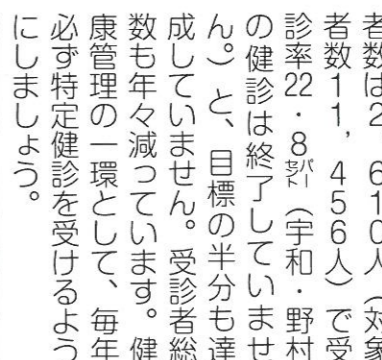 者数は2，610人（対象
者数11，456人）で受
診率22・8㌫（宇和・野村
の健診は終了していませ
ん。）と、目標の半分も達
成していません。受診者総
数も年々減っています。健
康管理の一環として、毎年
必ず特定健診を受けるよう
にしましょう。